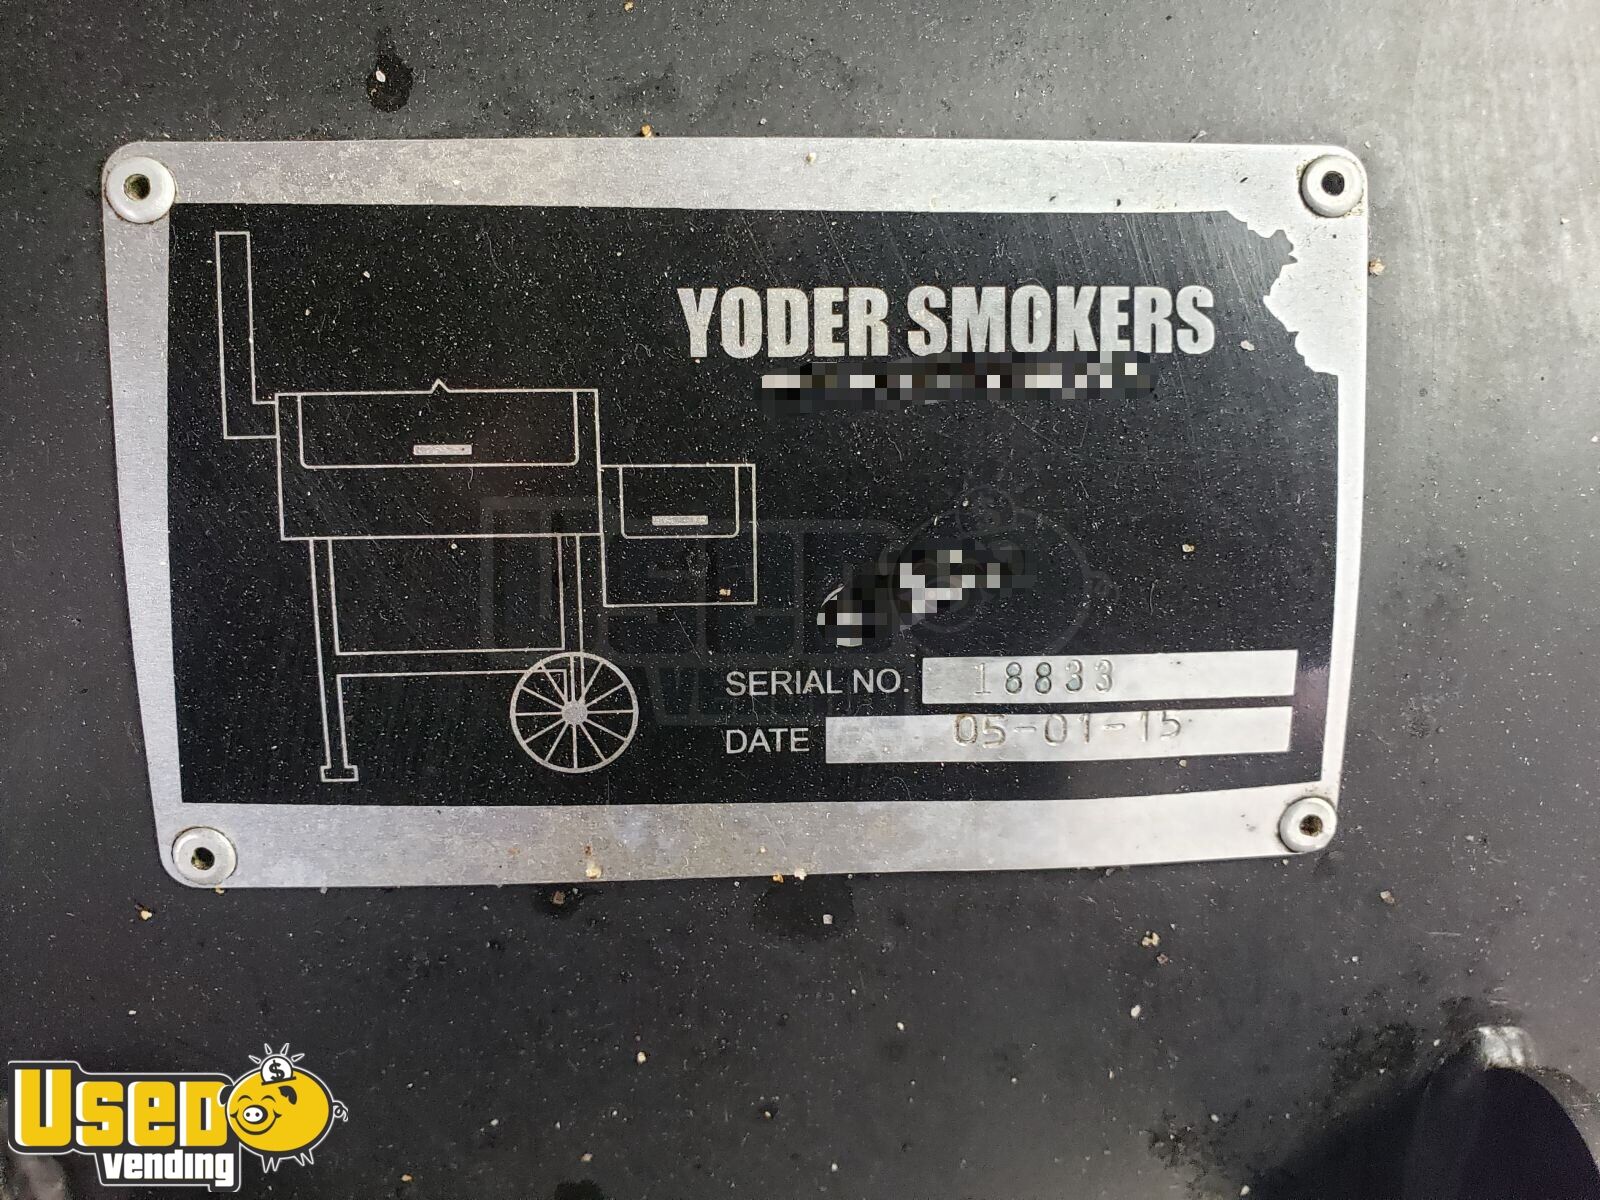 YODER SMOKERS
SERIAL NO. 18833
DATE 05-01-15
USED
vending